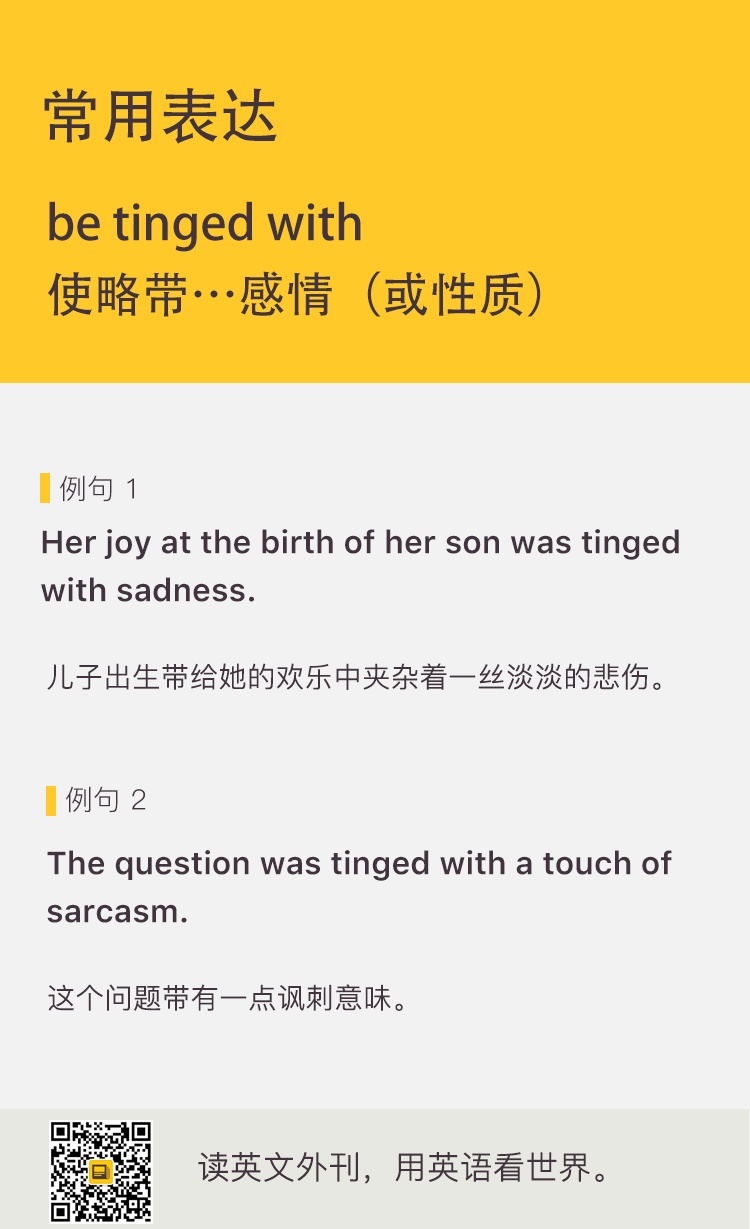 常用表达
be tinged with
使略带…感情（或性质）
例句 1
Her joy at the birth of her son was tinged
with sadness.
儿子出生带给她的欢乐中夹杂着一丝淡淡的悲伤。
例句 2
The question was tinged with a touch of
sarcasm.
这个问题带有一点讽刺意味。
读英文外刊，用英语看世界。